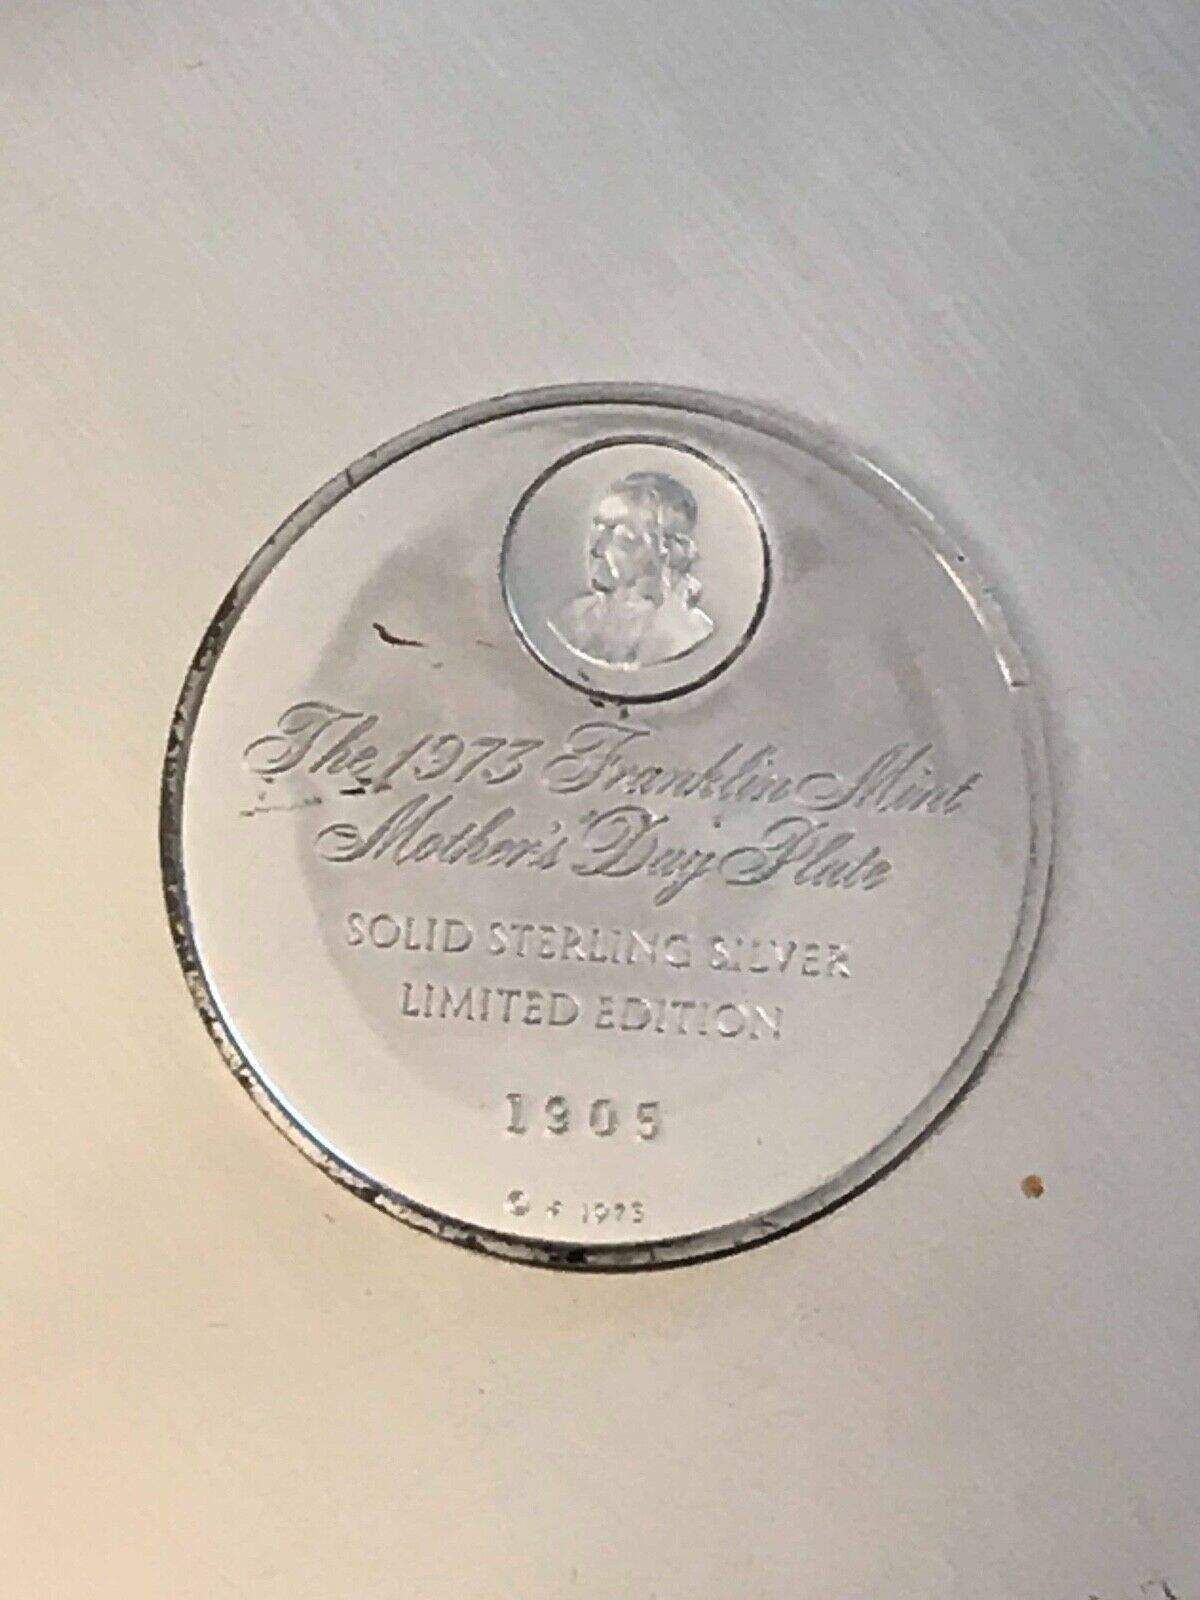 The 1973 Franklin Mint
Mother's Day Plate
SOLID STERLING SILVER
LIMITED EDITION
1905
© F 1973